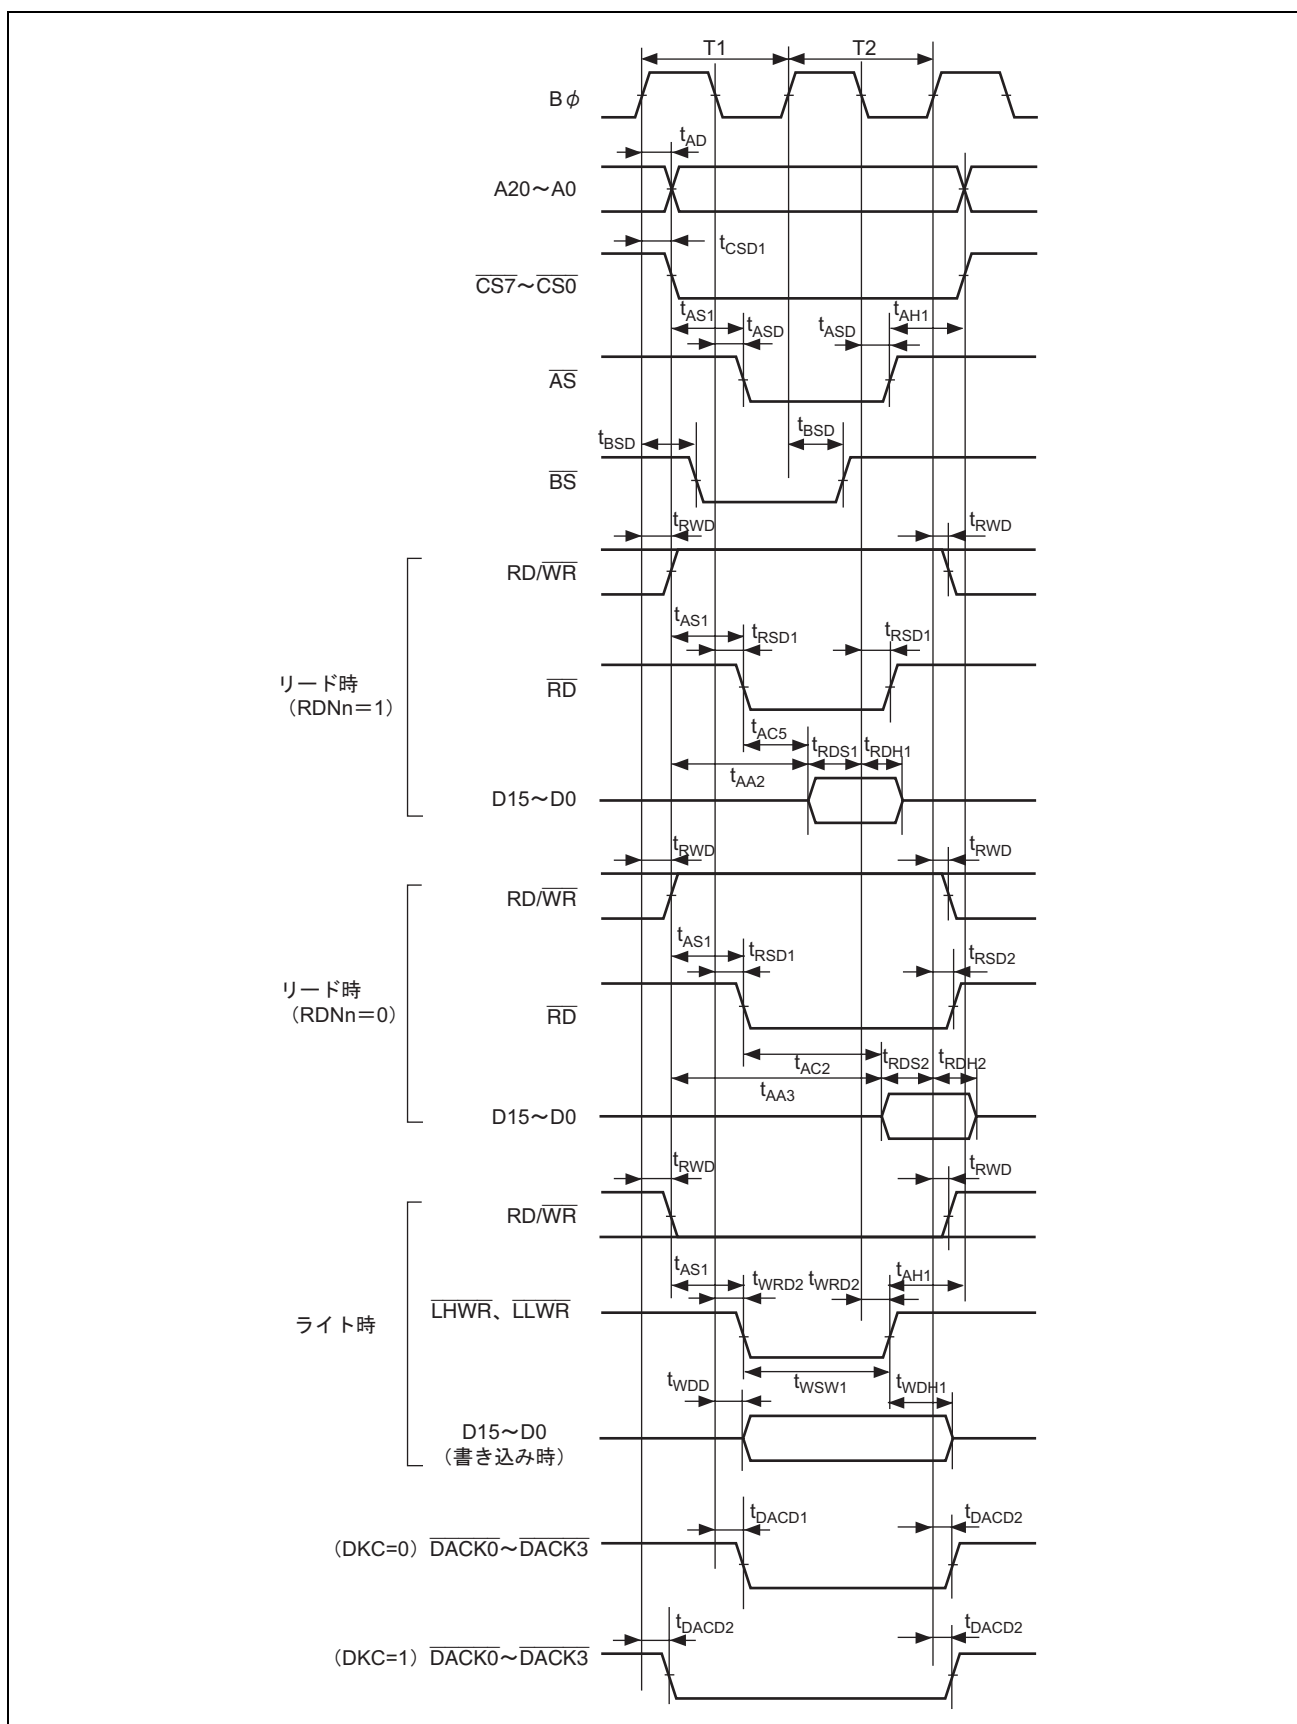 T1 T2
Bφ
tAD
A20～A0
tCSD1
CS7～CS0
tAS1 tASD tASD tAH1
AS
tBSD tBSD
BS
tRWD tRWD
RD/WR
tAS1 tRSD1 tRSD1
リード時
（RDNn＝1）
RD
tAC5 tRDS1 tRDH1
tAA2
D15～D0
tRWD tRWD
RD/WR
tAS1 tRSD1 tRSD2
リード時
（RDNn＝0）
RD
tAC2 tRDS2 tRDH2
tAA3
D15～D0
tRWD tRWD
RD/WR
tAS1 tWRD2 tWRD2 tAH1
ライト時
LHWR、LLWR
tWDD tWSW1 tWDH1
D15～D0
（書き込み時）
tDACD1 tDACD2
（DKC=0）DACK0～DACK3
tDACD2 tDACD2
（DKC=1）DACK0～DACK3